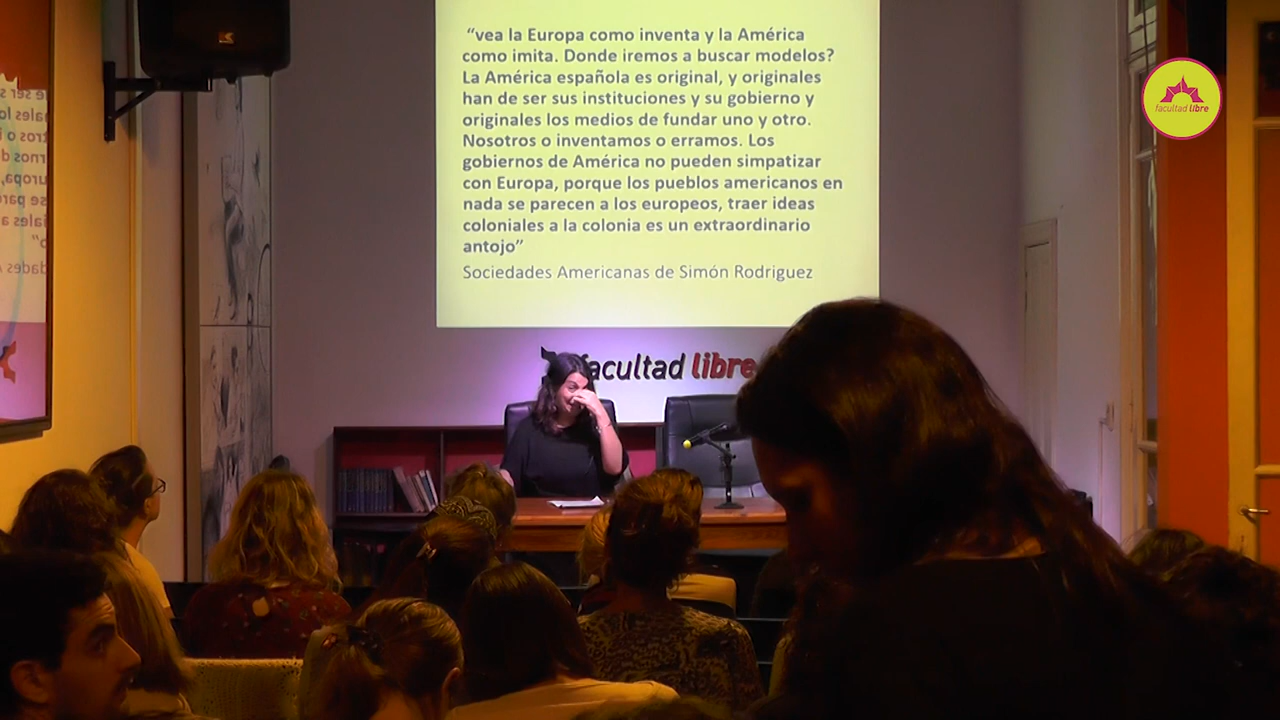 “vea la Europa como inventa y la América
como imita. Donde iremos a buscar modelos?
La América española es original, y originales
han de ser sus instituciones y su gobierno y
originales los medios de fundar uno y otro.
Nosotros o inventamos o erramos. Los
gobiernos de América no pueden simpatizar
con Europa, porque los pueblos americanos en
nada se parecen a los europeos, traer ideas
coloniales a la colonia es un extraordinario
antojo”
Sociedades Americanas de Simón Rodriguez
facultad libre
facultad libre